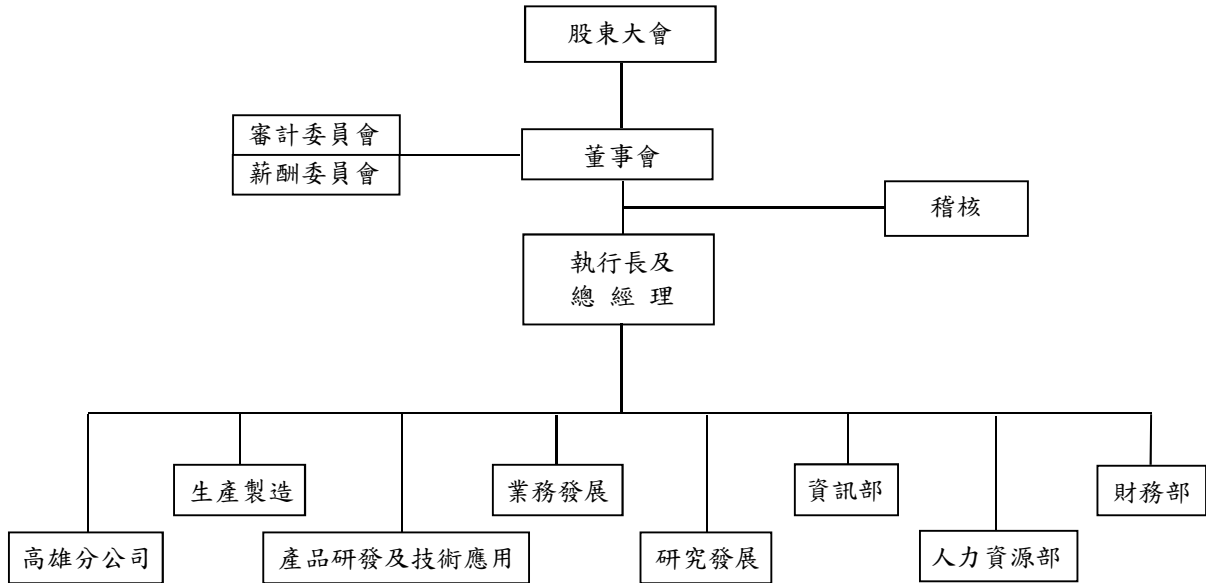 股東大會
審計委員會
薪酬委員會
董事會
稽核
執行長及
總經理
生產製造
業務發展
資訊部
財務部
高雄分公司
產品研發及技術應用
研究發展
人力資源部